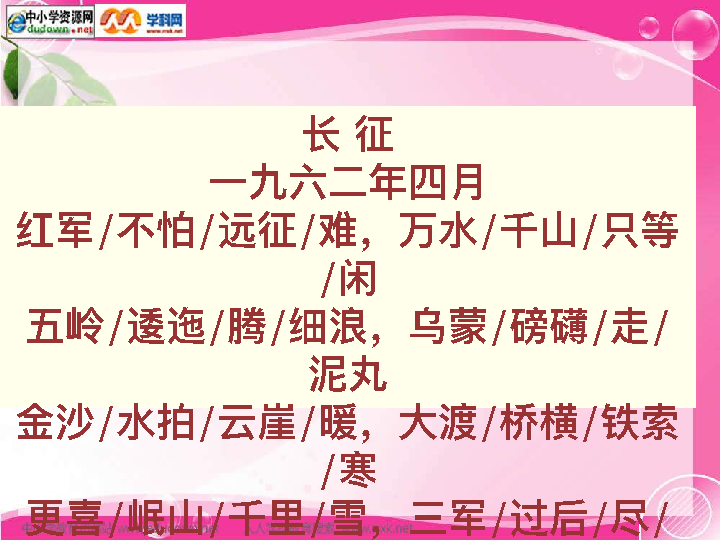 中小学资源网
dudown.net
学科网
长 征
一九六二年四月
红军/不怕/远征/难，万水/千山/只等
/闲
五岭/逶迤/腾/细浪，乌蒙/磅礴/走/
泥丸
金沙/水拍/云崖/暖，大渡/桥横/铁索
/寒
更喜/岷山/千里/雪，三军/过后/尽/